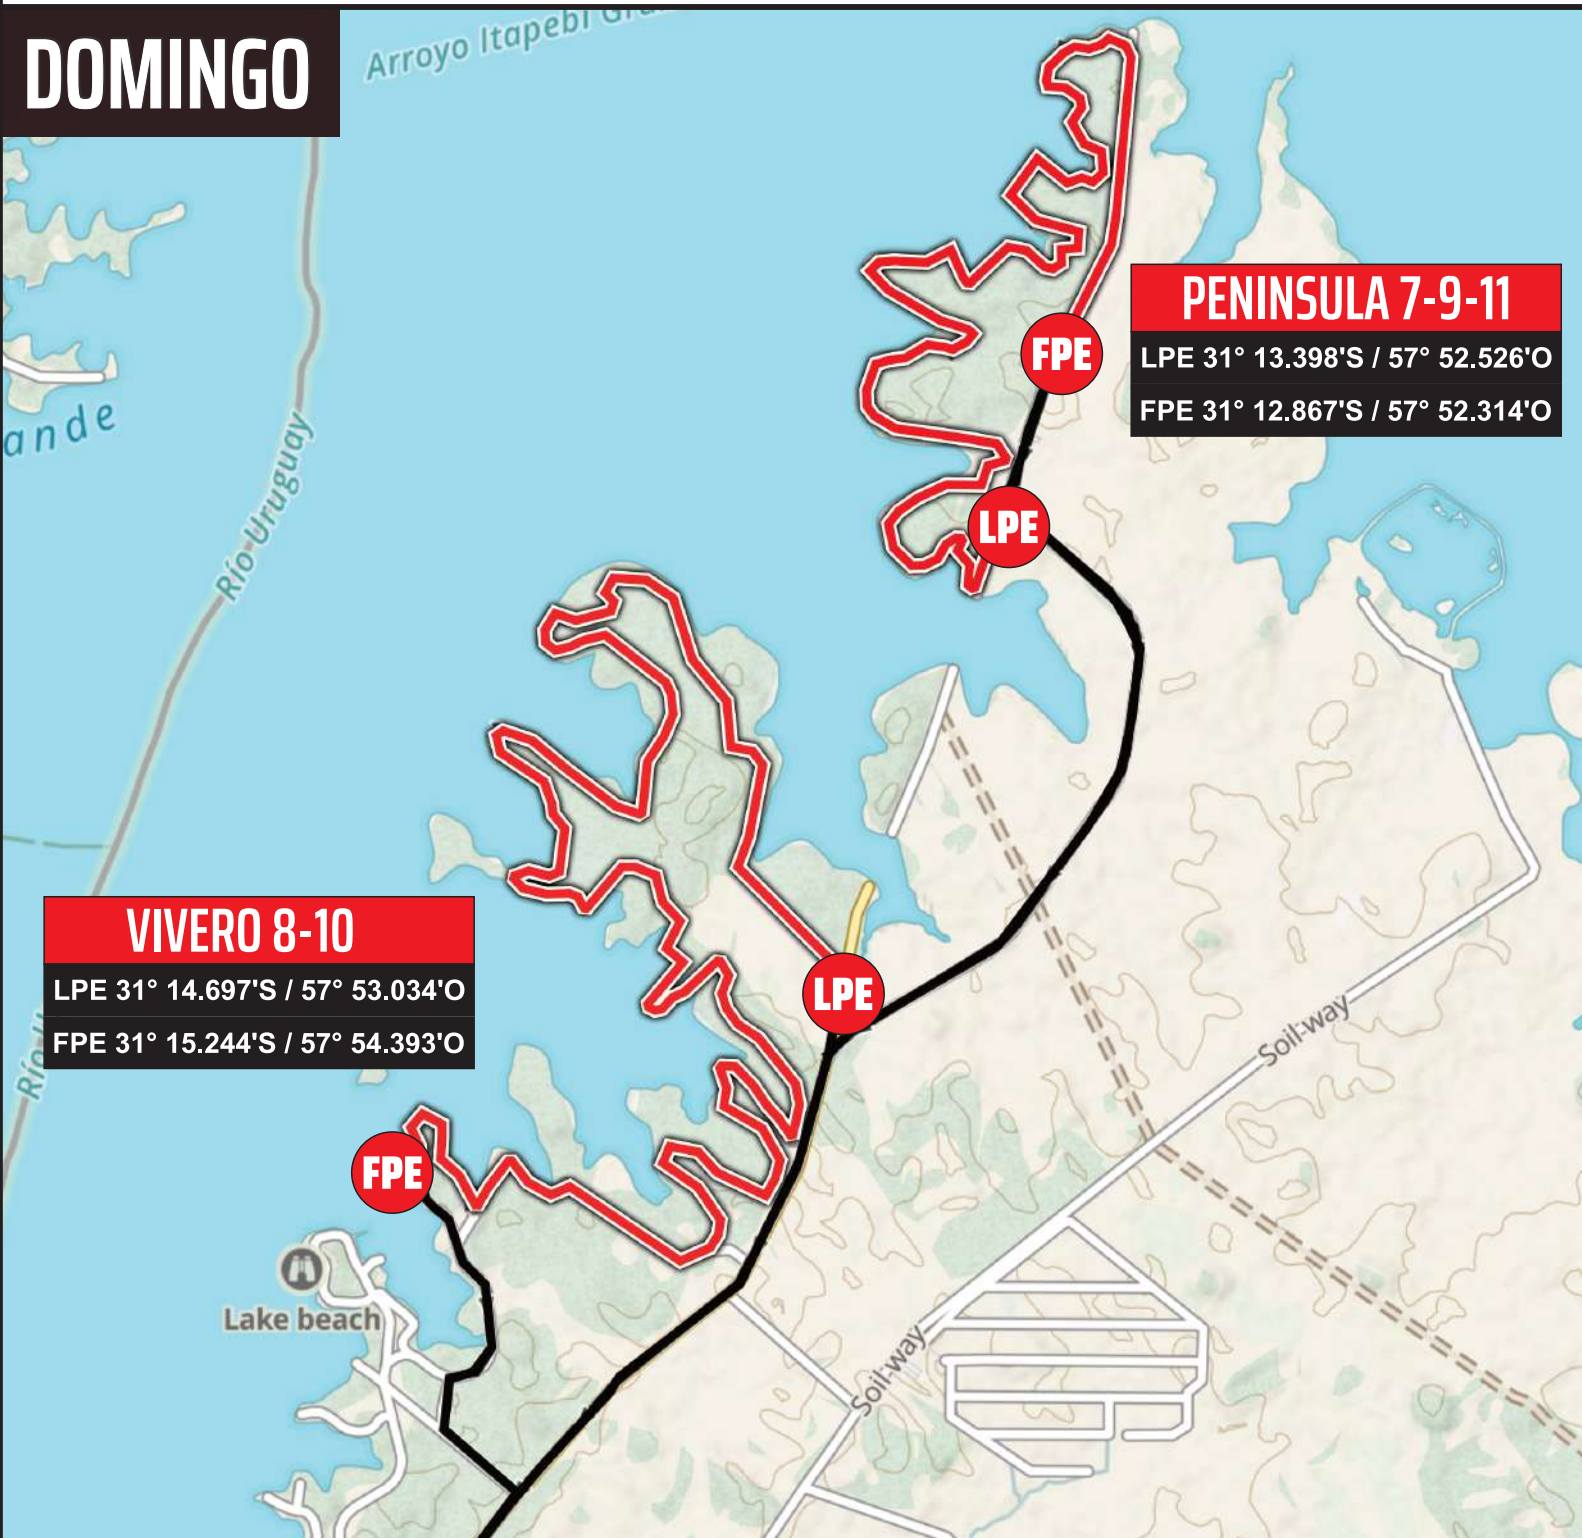 DOMINGO
Arroyo Itapebí Gra
PENINSULA 7-9-11
LPE 31° 13.398'S / 57° 52.526'O
FPE 31° 12.867'S / 57° 52.314'O
FPE
LPE
ande
Río Uruguay
VIVERO 8-10
LPE 31° 14.697'S / 57° 53.034'O
FPE 31° 15.244'S / 57° 54.393'O
LPE
Río U
Soil-way
FPE
Lake beach
Soil-way